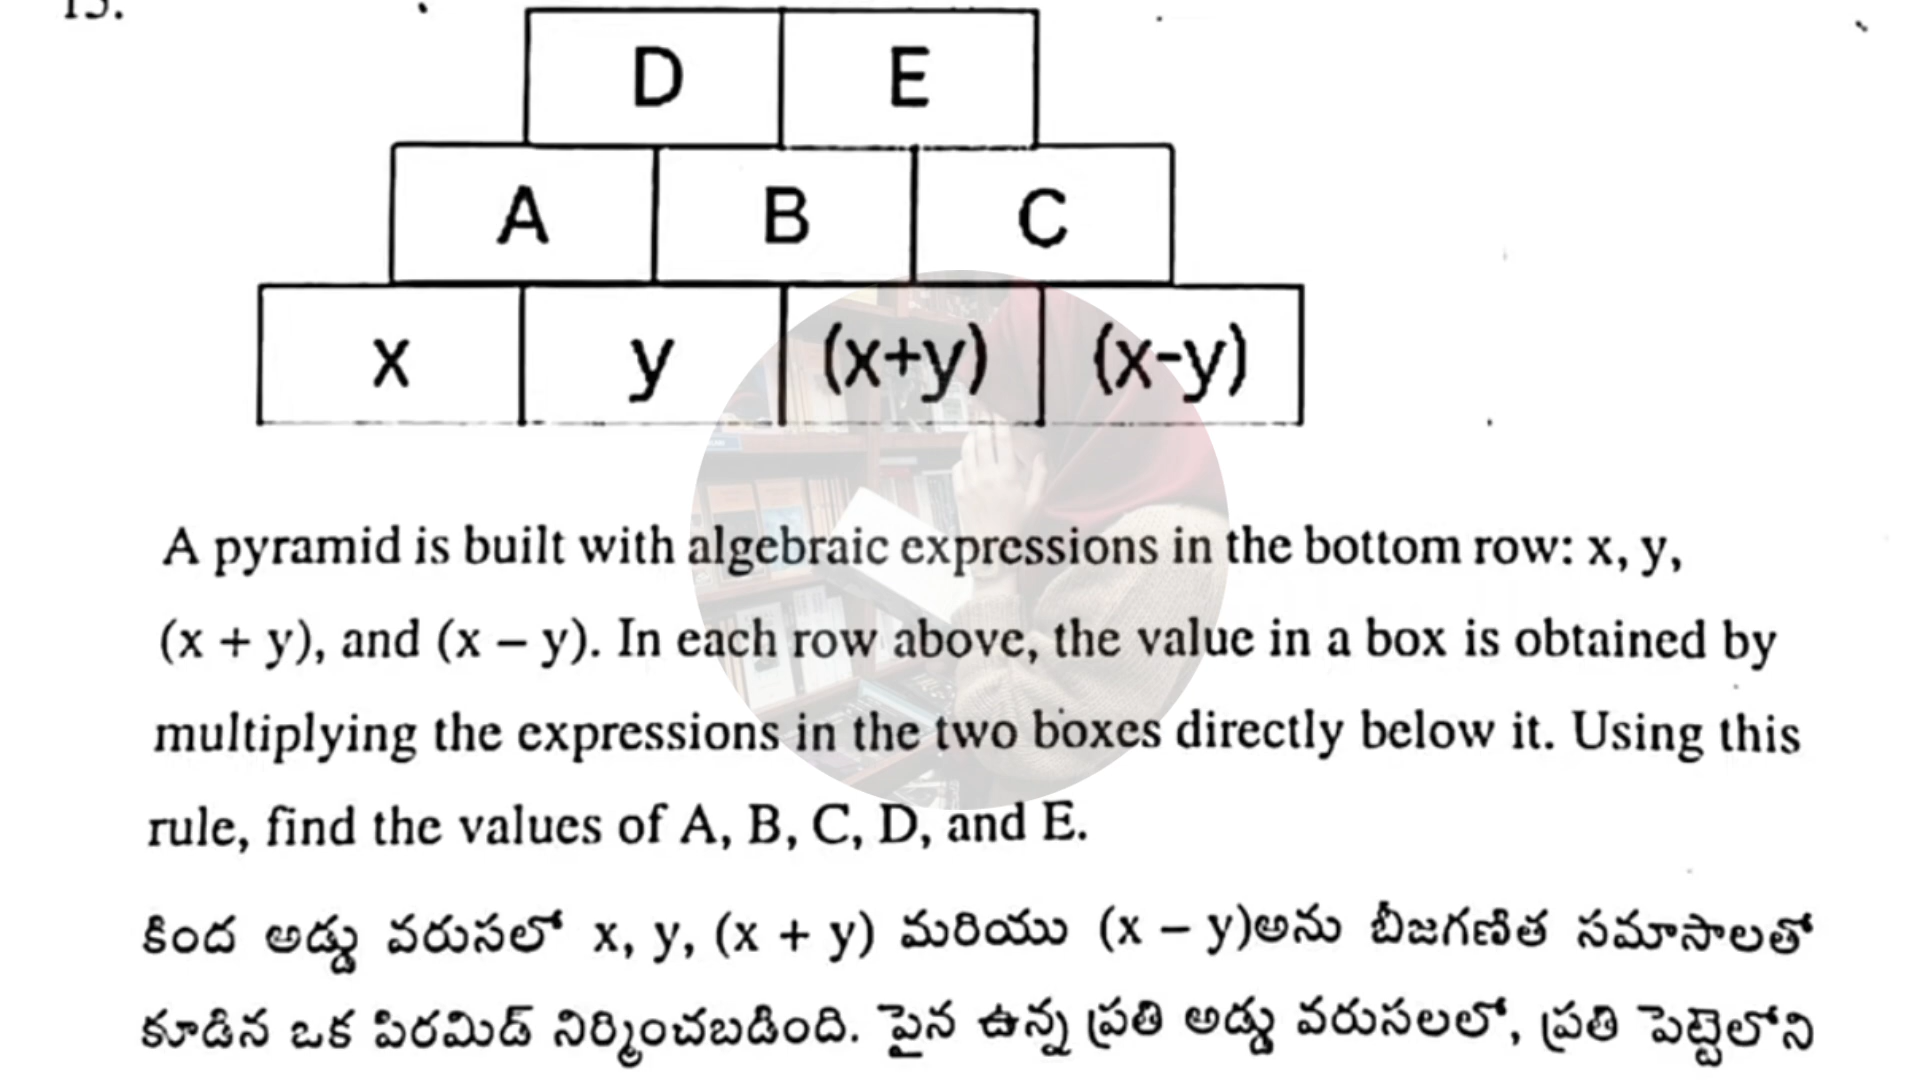 15.
D E
A B C
x y (x+y) (x-y)
A pyramid is built with algebraic expressions in the bottom row: x, y,
(x + y), and (x – y). In each row above, the value in a box is obtained by
multiplying the expressions in the two boxes directly below it. Using this
rule, find the values of A, B, C, D, and E.
కింద అడ్డు వరుసలో x, y, (x + y) మరియు (x – y)అను బీజగణిత సమాసాలతో
కూడిన ఒక పిరమిడ్ నిర్మించబడింది. పైన ఉన్న ప్రతి అడ్డు వరుసలలో, ప్రతి పెట్టెలోని